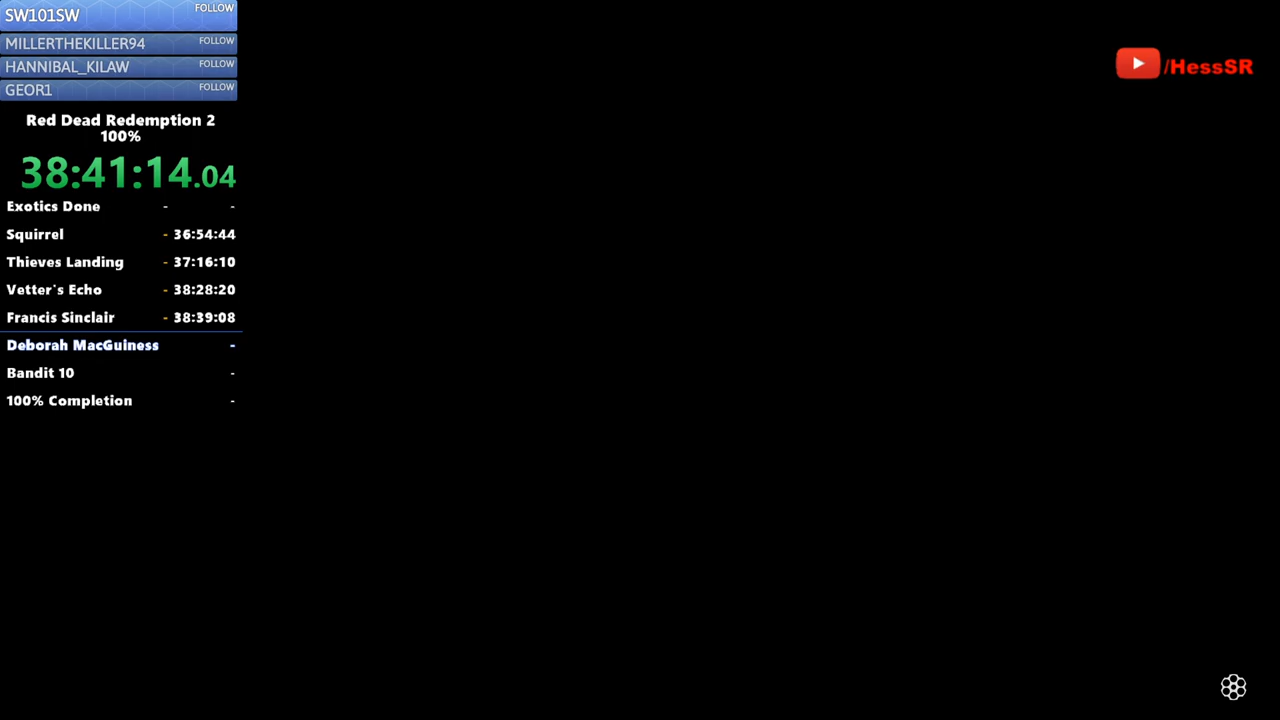 SW101SW FOLLOW
MILLERTHEKILLER94 FOLLOW
HANNIBAL_KILAW FOLLOW
GEOR1 FOLLOW
/HessSR
Red Dead Redemption 2
100%
38:41:14.04
Exotics Done - -
Squirrel - 36:54:44
Thieves Landing - 37:16:10
Vetter's Echo - 38:28:20
Francis Sinclair - 38:39:08
Deborah MacGuiness -
Bandit 10 -
100% Completion -